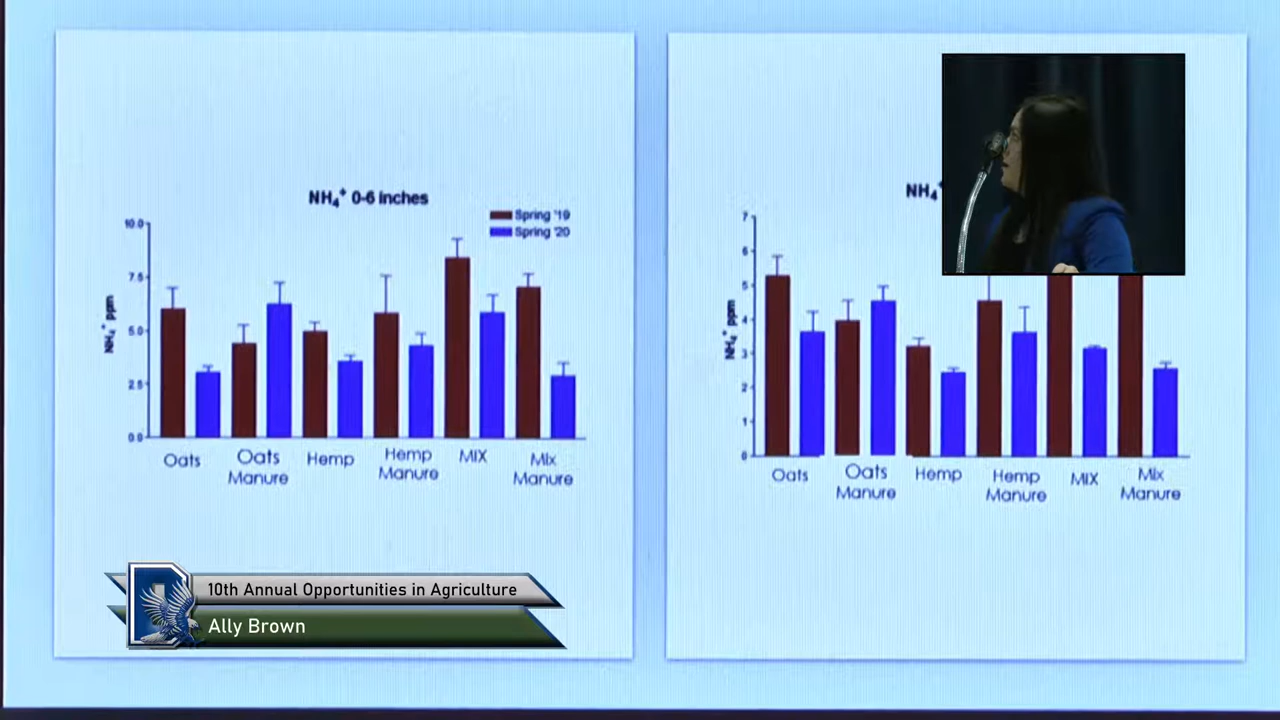 NH₄⁺ 0-6 inches
Spring '19
Spring '20
NH₄⁺ ppm
10.0
7.5
5.0
2.5
0.0
Oats
Oats
Manure
Hemp
Hemp
Manure
MIX
Mix
Manure
NH₄⁺
NH₄⁺ ppm
7
6
5
4
3
2
1
0
Oats
Oats
Manure
Hemp
Hemp
Manure
MIX
Mix
Manure
10th Annual Opportunities in Agriculture
Ally Brown